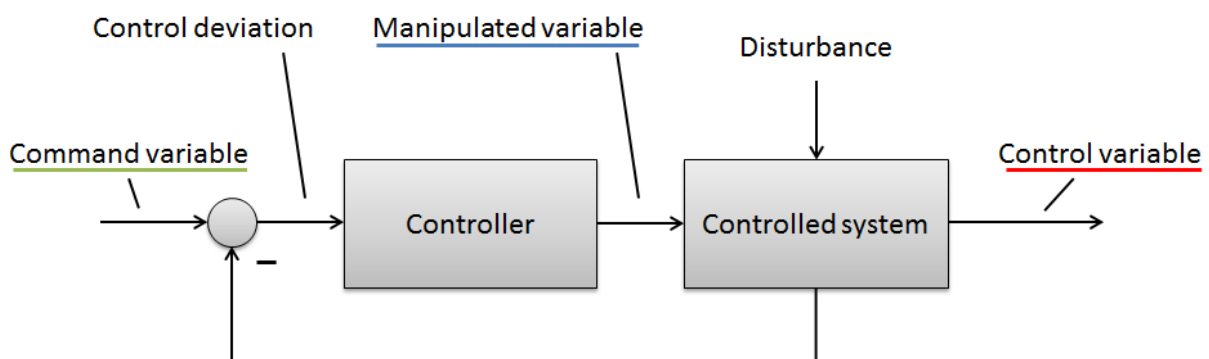 Control deviation
Manipulated variable
Disturbance
Command variable
Control variable
Controller
Controlled system
–